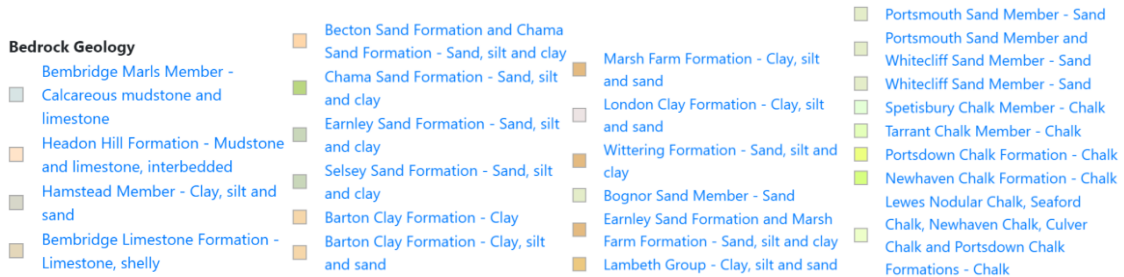 Bedrock Geology
Bembridge Marls Member -
Calcareous mudstone and
limestone
Headon Hill Formation - Mudstone
and limestone, interbedded
Hamstead Member - Clay, silt and
sand
Bembridge Limestone Formation -
Limestone, shelly
Becton Sand Formation and Chama
Sand Formation - Sand, silt and clay
Chama Sand Formation - Sand, silt
and clay
Earnley Sand Formation - Sand, silt
and clay
Selsey Sand Formation - Sand, silt
and clay
Barton Clay Formation - Clay
Barton Clay Formation - Clay, silt
and sand
Marsh Farm Formation - Clay, silt
and sand
London Clay Formation - Clay, silt
and sand
Wittering Formation - Sand, silt and
clay
Bognor Sand Member - Sand
Earnley Sand Formation and Marsh
Farm Formation - Sand, silt and clay
Lambeth Group - Clay, silt and sand
Portsmouth Sand Member - Sand
Portsmouth Sand Member and
Whitecliff Sand Member - Sand
Whitecliff Sand Member - Sand
Spetisbury Chalk Member - Chalk
Tarrant Chalk Member - Chalk
Portsdown Chalk Formation - Chalk
Newhaven Chalk Formation - Chalk
Lewes Nodular Chalk, Seaford
Chalk, Newhaven Chalk, Culver
Chalk and Portsdown Chalk
Formations - Chalk